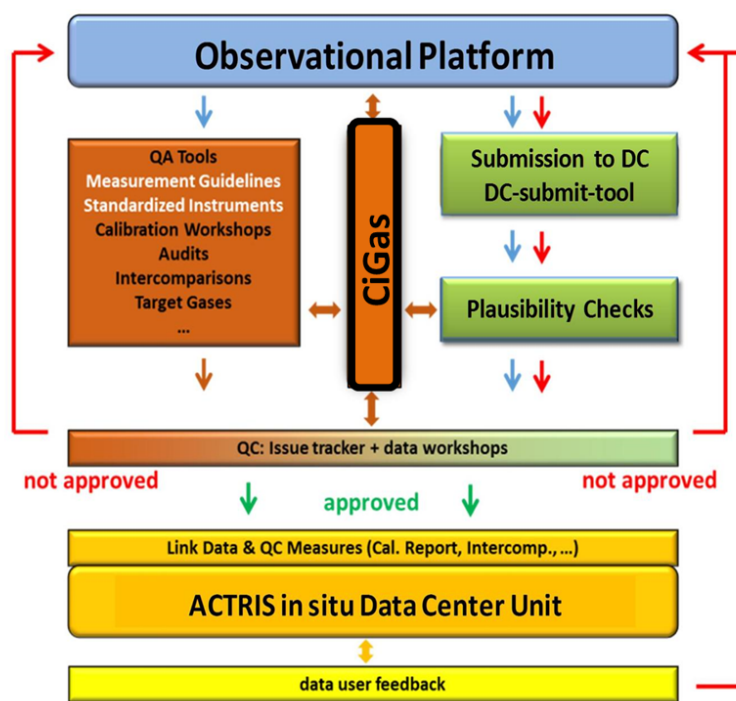 Observational Platform
QA Tools
Measurement Guidelines
Standardized Instruments
Calibration Workshops
Audits
Intercomparisons
Target Gases
...
CiGas
Submission to DC
DC-submit-tool
Plausibility Checks
QC: Issue tracker + data workshops
not approved
approved
not approved
Link Data & QC Measures (Cal. Report, Intercomp., ...)
ACTRIS in situ Data Center Unit
data user feedback